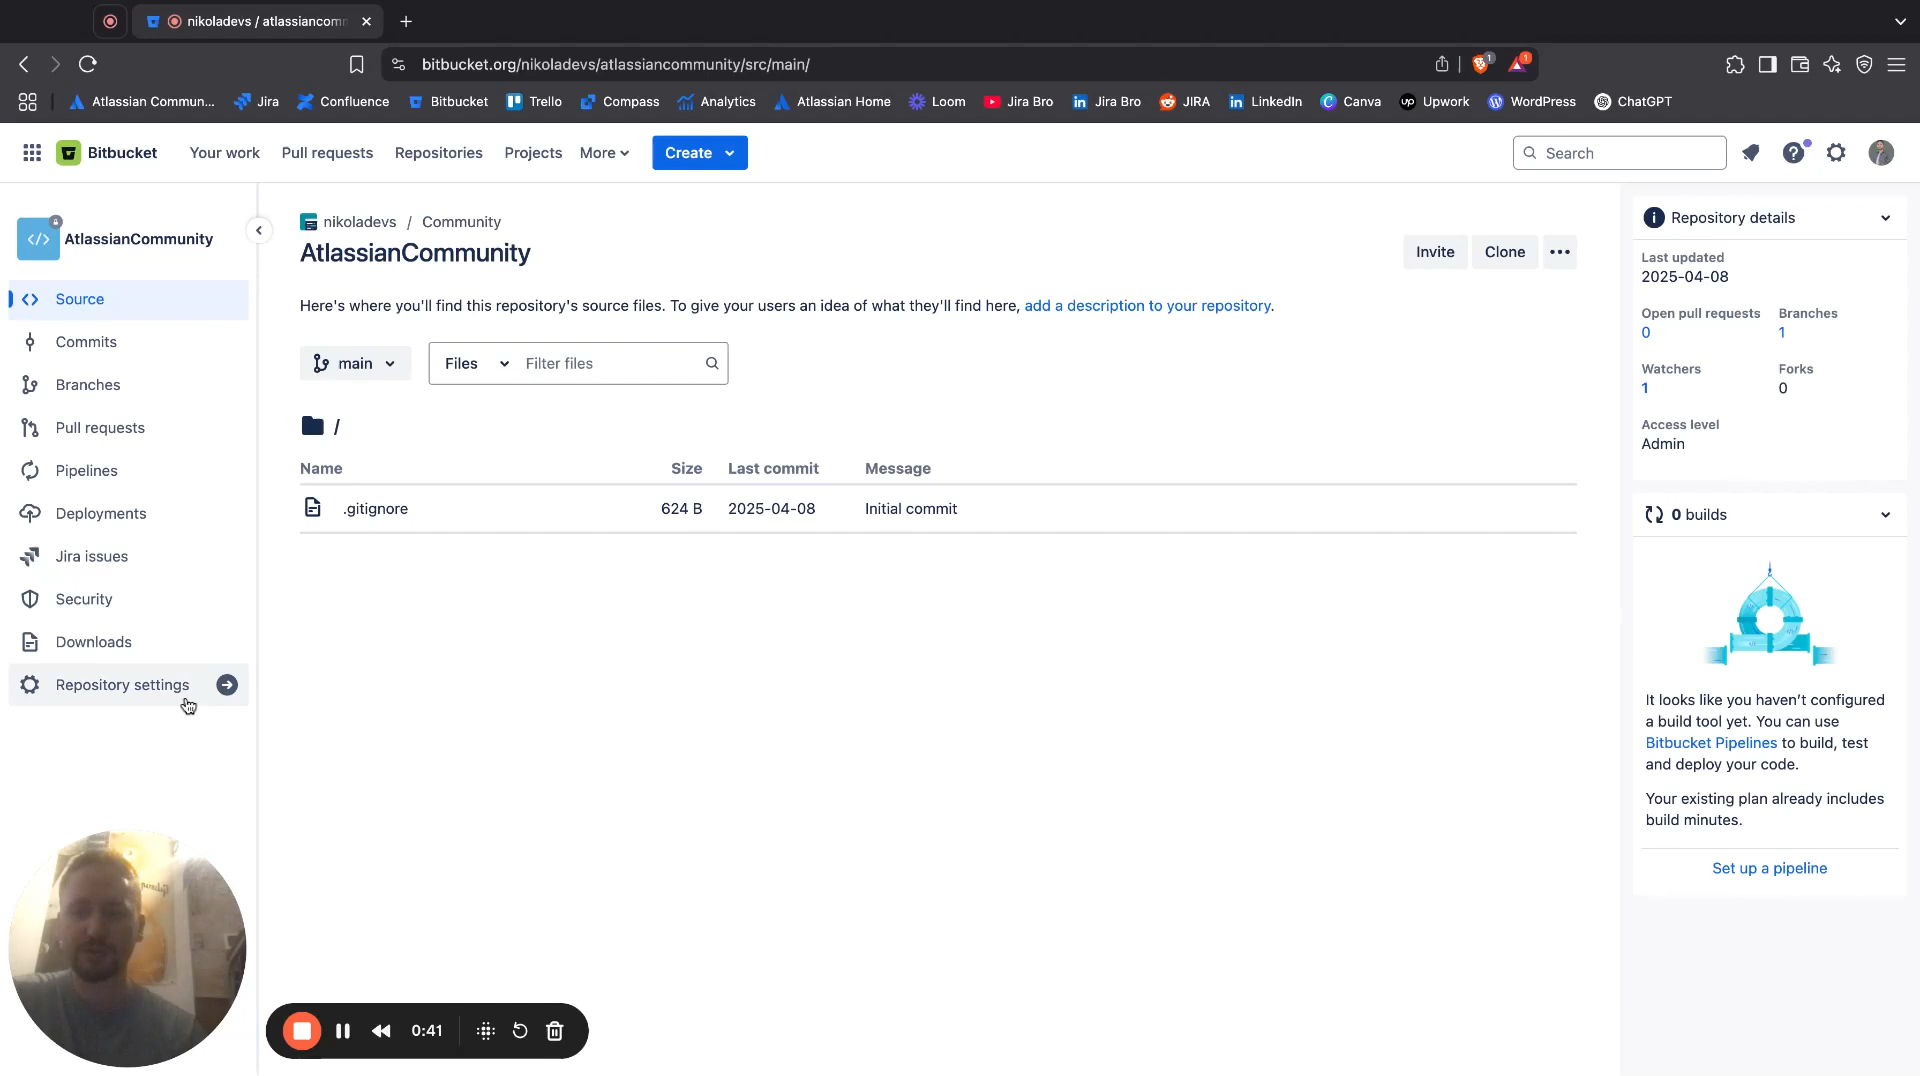 nikoladevs / atlassiancomm
bitbucket.org/nikoladevs/atlassiancommunity/src/main/
1
1
Atlassian Commun...
Jira
Confluence
Bitbucket
Trello
Compass
Analytics
Atlassian Home
Loom
Jira Bro
Jira Bro
JIRA
LinkedIn
Canva
Upwork
WordPress
ChatGPT
Bitbucket
Your work
Pull requests
Repositories
Projects
More
Create
Search
AtlassianCommunity
Source
Commits
Branches
Pull requests
Pipelines
Deployments
Jira issues
Security
Downloads
Repository settings
nikoladevs / Community
AtlassianCommunity
Invite
Clone
Here's where you'll find this repository's source files. To give your users an idea of what they'll find here, add a description to your repository.
main
Files
Filter files
/
Name Size Last commit Message
.gitignore 624 B 2025-04-08 Initial commit
Repository details
Last updated
2025-04-08
Open pull requests Branches
0 1
Watchers Forks
1 0
Access level
Admin
0 builds
It looks like you haven't configured
a build tool yet. You can use
Bitbucket Pipelines to build, test
and deploy your code.
Your existing plan already includes
build minutes.
Set up a pipeline
0:41